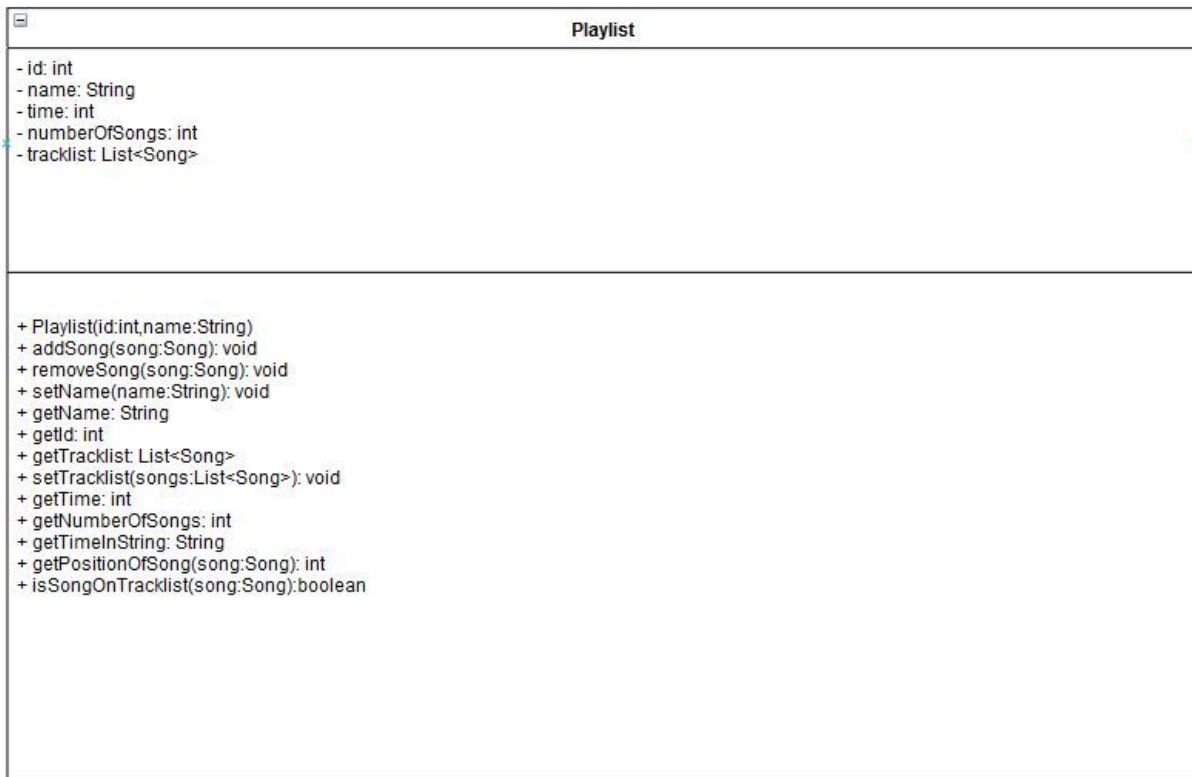 Playlist
- id: int
- name: String
- time: int
- numberOfSongs: int
- tracklist: List<Song>
+ Playlist(id:int,name:String)
+ addSong(song:Song): void
+ removeSong(song:Song): void
+ setName(name:String): void
+ getName: String
+ getId: int
+ getTracklist: List<Song>
+ setTracklist(songs:List<Song>): void
+ getTime: int
+ getNumberOfSongs: int
+ getTimeInString: String
+ getPositionOfSong(song:Song): int
+ isSongOnTracklist(song:Song):boolean